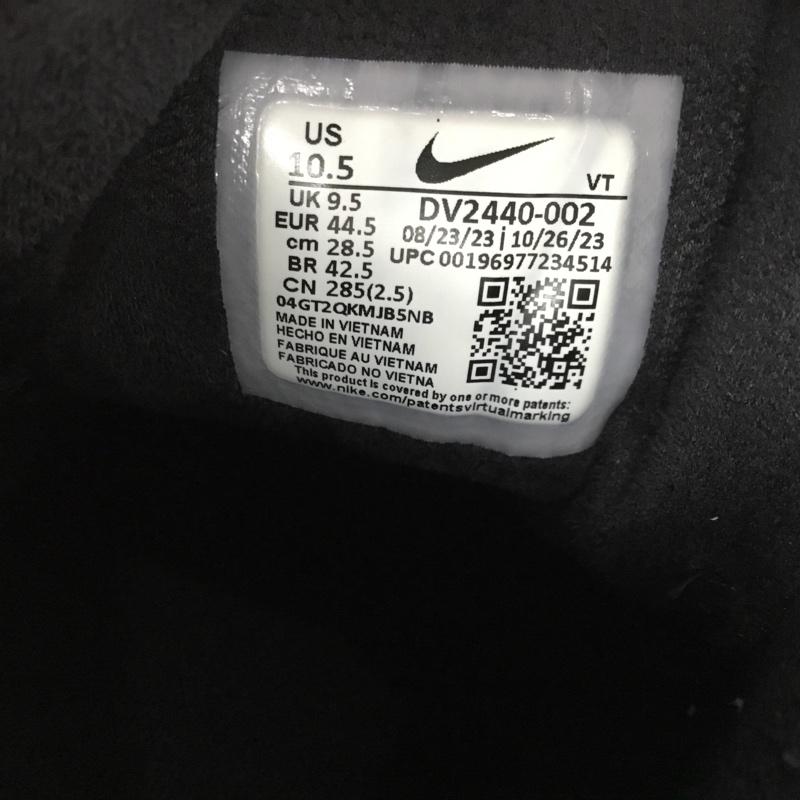 US
10.5
VT
UK 9.5
EUR 44.5
cm 28.5
BR 42.5
CN 285(2.5)
DV2440-002
08/23/23 | 10/26/23
UPC 00196977234514
04GT2QKMJB5NB
MADE IN VIETNAM
HECHO EN VIETNAM
FABRIQUE AU VIETNAM
FABRICADO NO VIETNA
This product is covered by one or more patents:
www.nike.com/patentsvirtualmarking